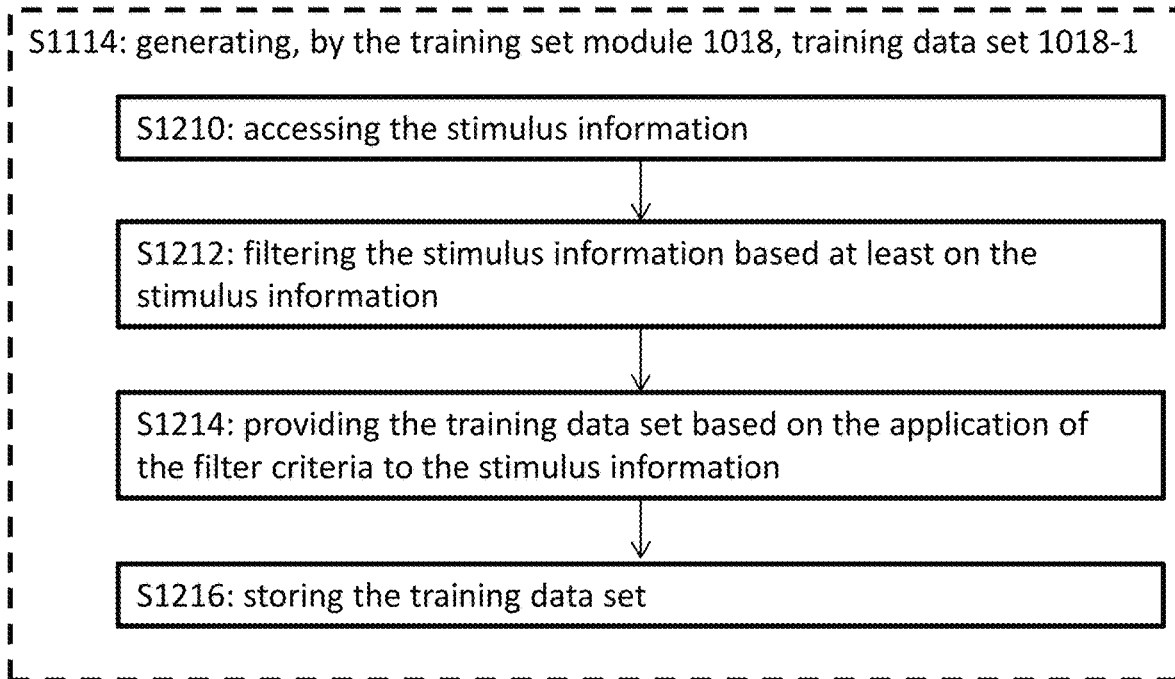 S1114: generating, by the training set module 1018, training data set 1018-1
S1210: accessing the stimulus information
S1212: filtering the stimulus information based at least on the
stimulus information
S1214: providing the training data set based on the application of
the filter criteria to the stimulus information
S1216: storing the training data set